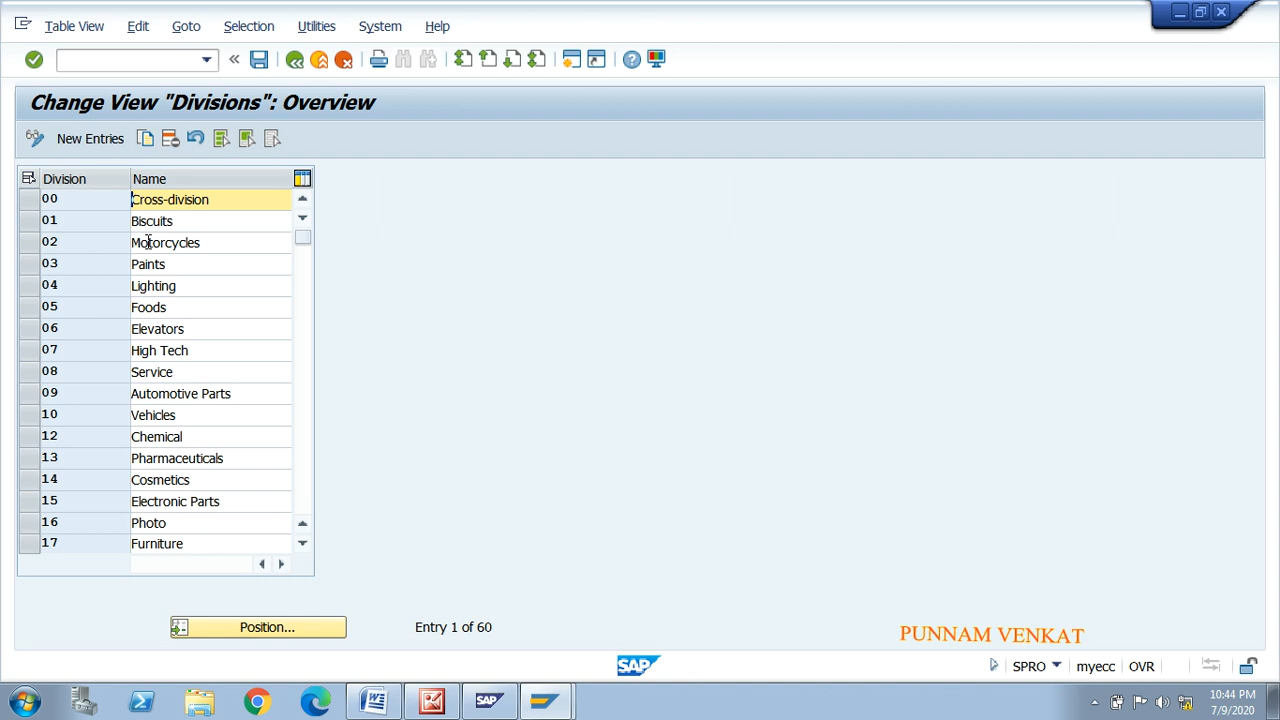 Table View Edit Goto Selection Utilities System Help
Change View "Divisions": Overview
New Entries
Division Name
00 Cross-division
01 Biscuits
02 Motorcycles
03 Paints
04 Lighting
05 Foods
06 Elevators
07 High Tech
08 Service
09 Automotive Parts
10 Vehicles
12 Chemical
13 Pharmaceuticals
14 Cosmetics
15 Electronic Parts
16 Photo
17 Furniture
Position... Entry 1 of 60
PUNNAM VENKAT
SAP SPRO myecc OVR
SAP
10:44 PM
7/9/2020